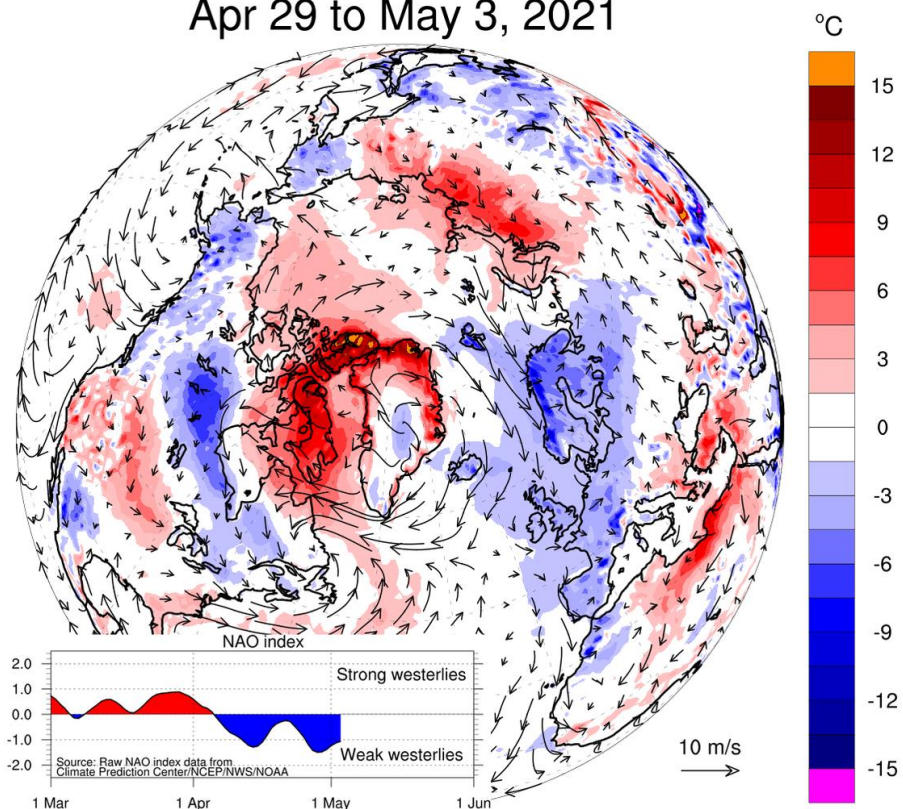 Apr 29 to May 3, 2021
°C
15
12
9
6
3
0
-3
-6
-9
-12
-15
NAO index
2.0
1.0
0.0
-1.0
-2.0
Strong westerlies
Weak westerlies
Source: Raw NAO index data from
Climate Prediction Center/NCEP/NWS/NOAA
1 Mar
1 Apr
1 May
1 Jun
10 m/s